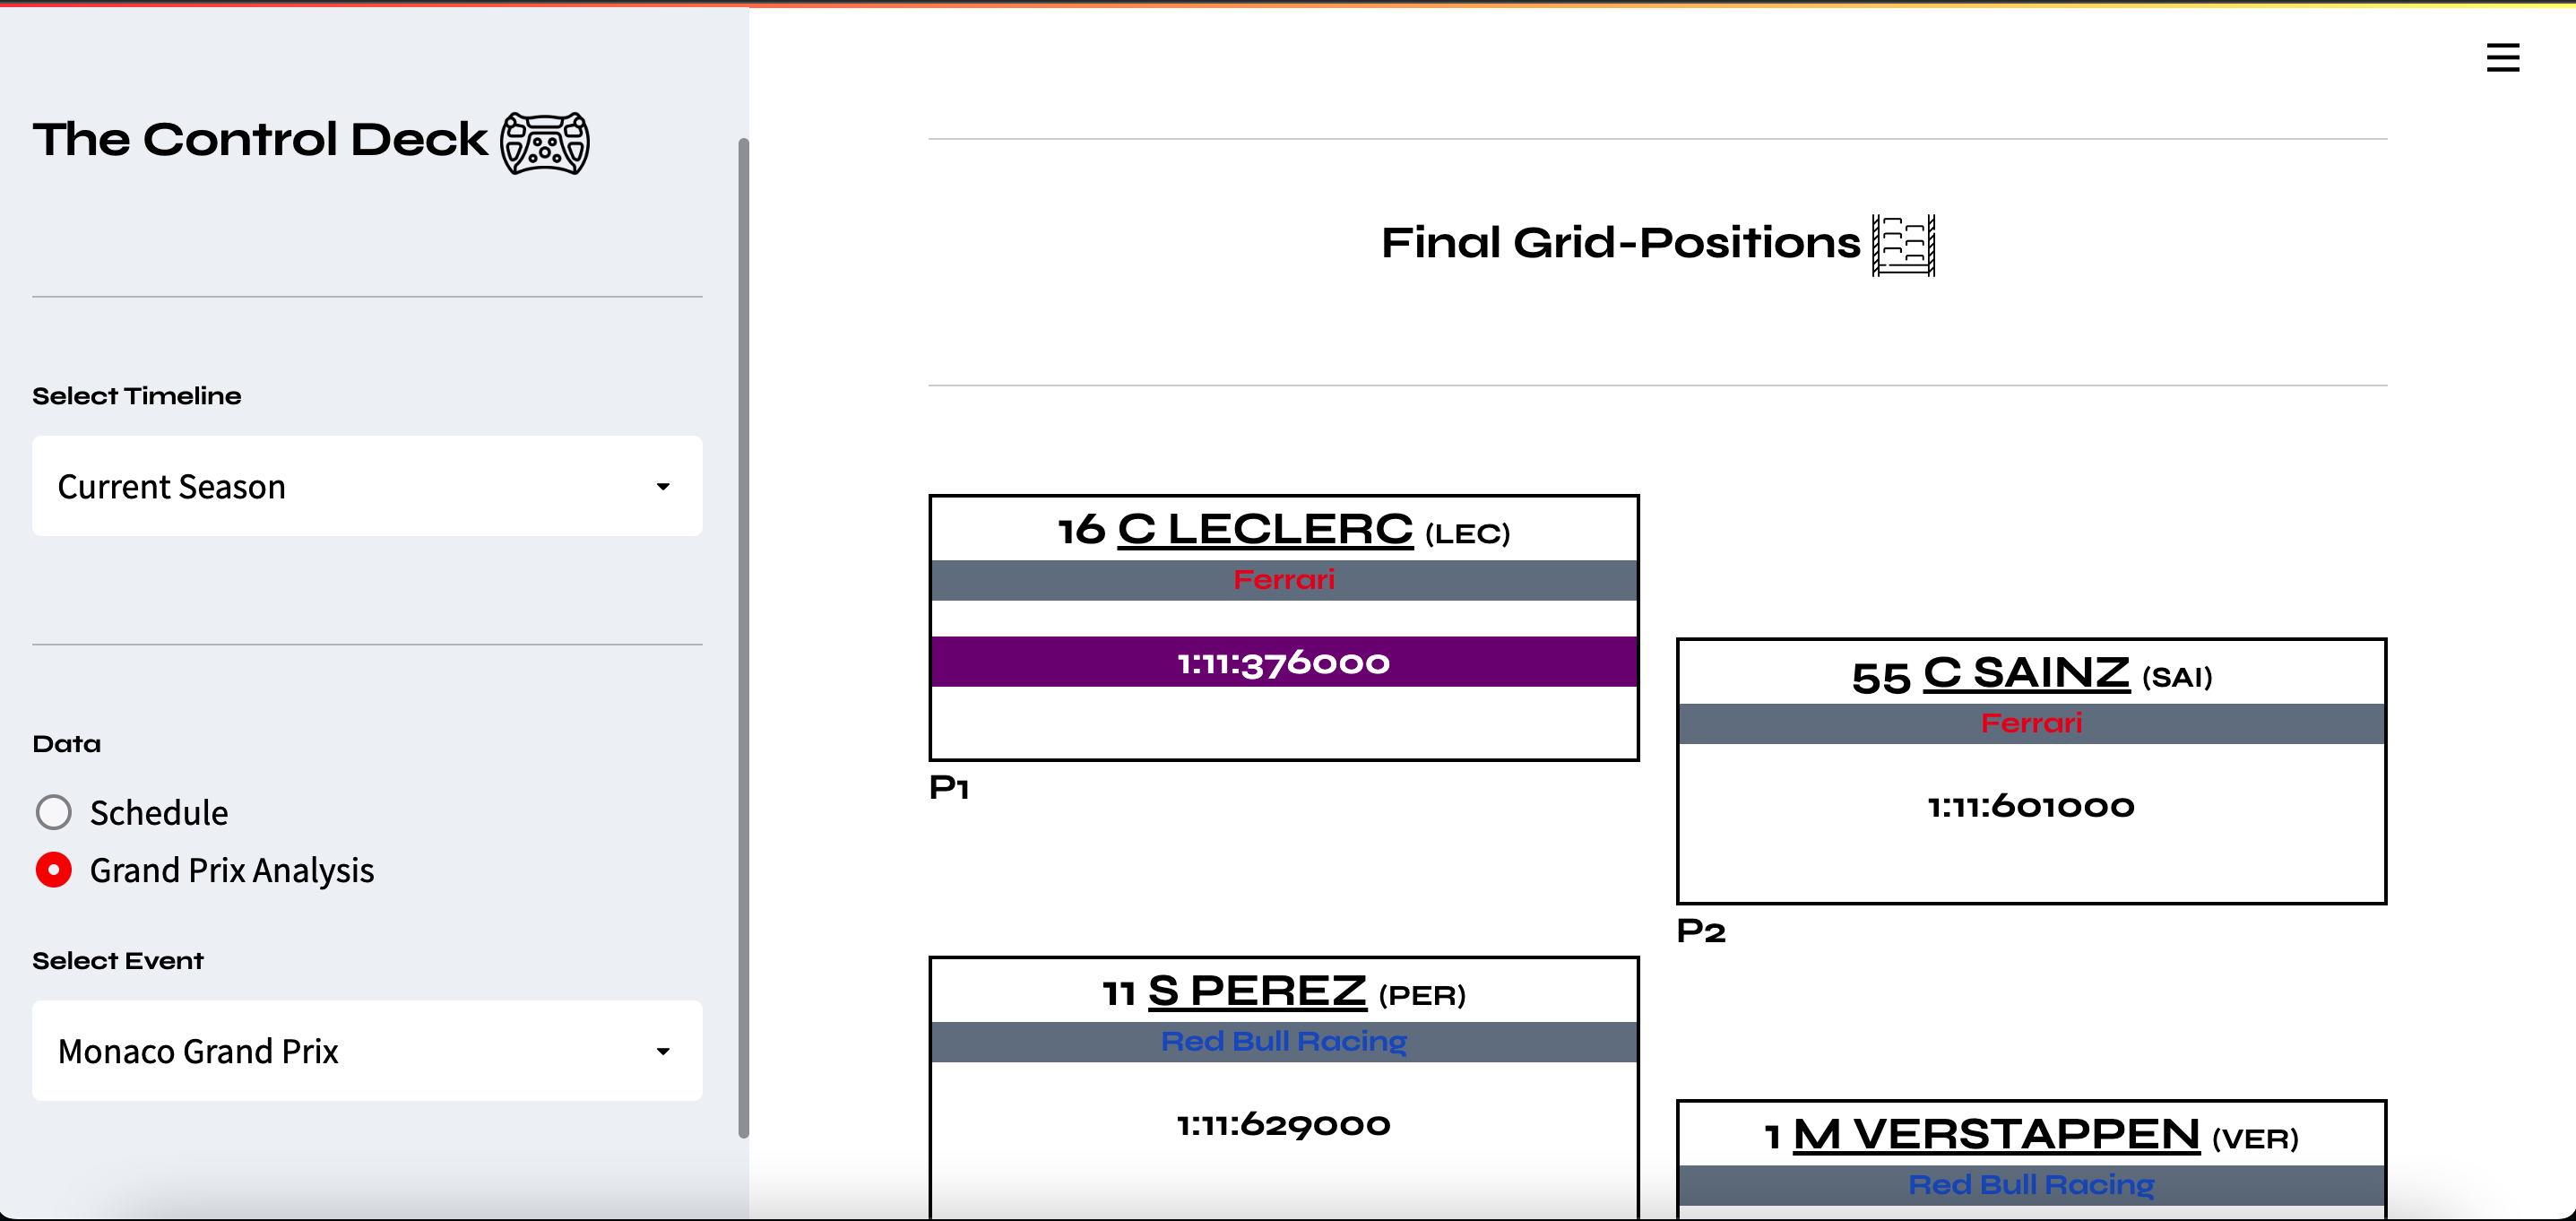 The Control Deck
Select Timeline
Current Season
Data
Schedule
Grand Prix Analysis
Select Event
Monaco Grand Prix
Final Grid-Positions
16 C LECLERC (LEC)
Ferrari
1:11:376000
P1
55 C SAINZ (SAI)
Ferrari
1:11:601000
P2
11 S PEREZ (PER)
Red Bull Racing
1:11:629000
1 M VERSTAPPEN (VER)
Red Bull Racing